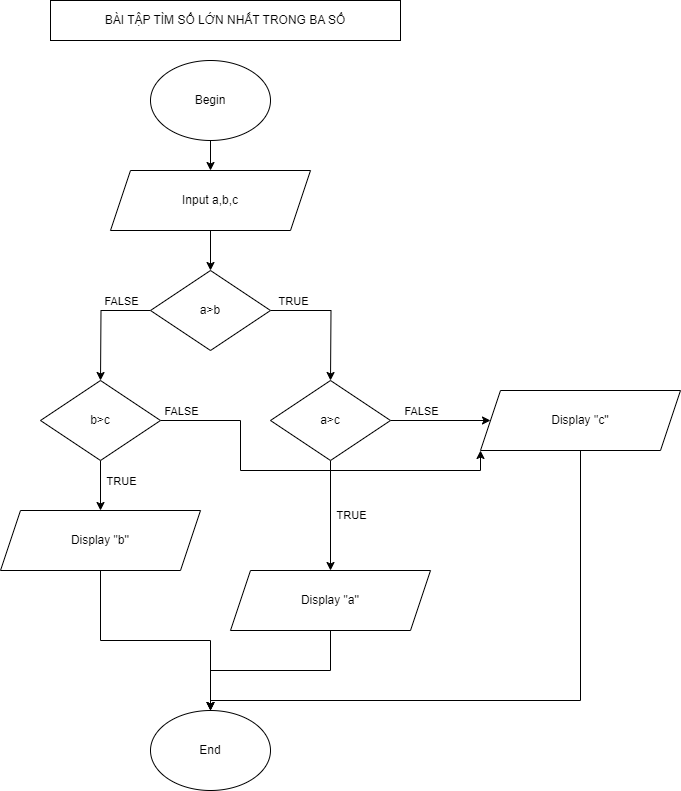 BÀI TẬP TÌM SỐ LỚN NHẤT TRONG BA SỐ
Begin
Input a,b,c
a>b
FALSE
TRUE
b>c
FALSE
a>c
FALSE
Display "c"
TRUE
TRUE
Display "b"
Display "a"
End